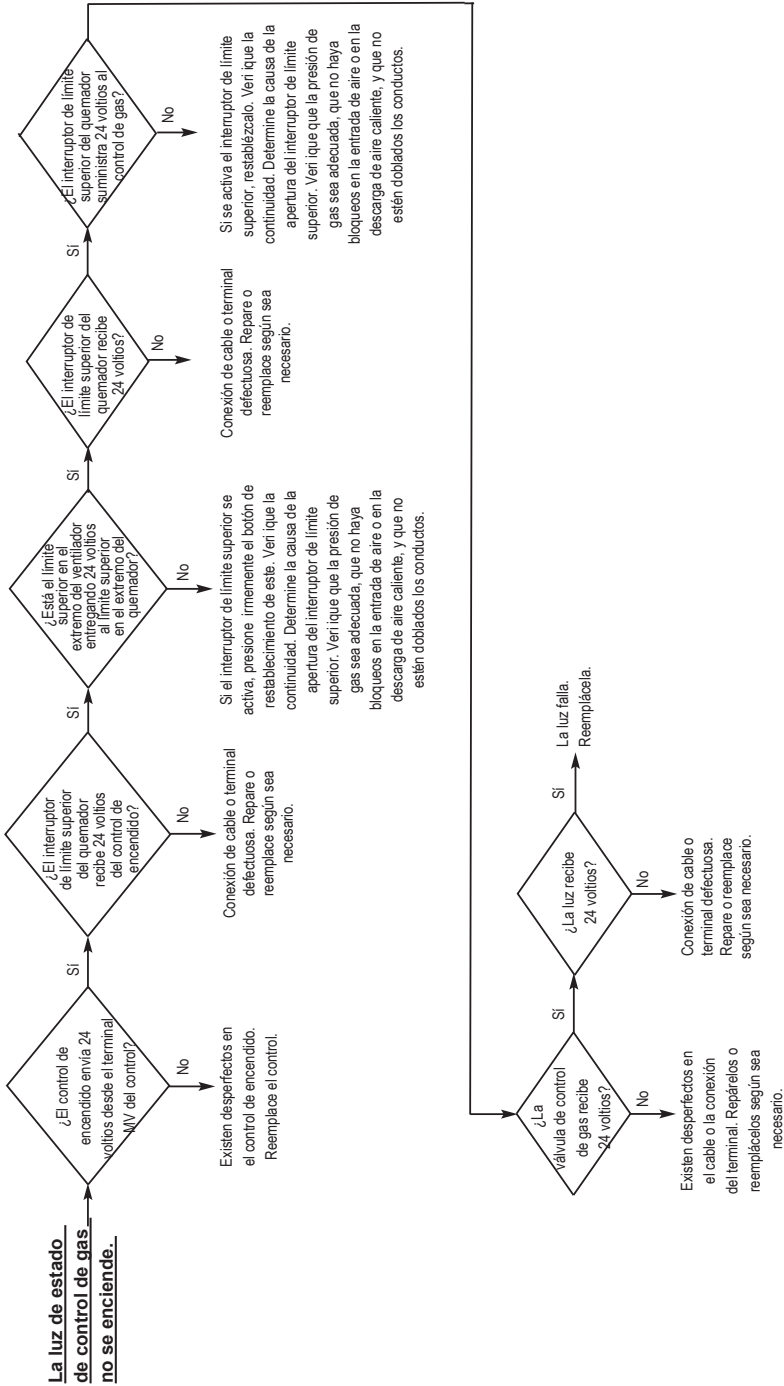 La luz de estado
de control de gas
no se enciende.
¿El control de
encendido envía 24
voltios desde el terminal
MV del control?
Sí
No
Existen desperfectos en
el control de encendido.
Reemplace el control.
¿El interruptor
de límite superior
del quemador
recibe 24 voltios
del control de
encendido?
Sí
No
Conexión de cable o terminal
defectuosa. Repare o
reemplace según sea
necesario.
¿Está el límite
superior en el
extremo del ventilador
entregando 24 voltios
al límite superior
en el extremo del
quemador?
Sí
No
Si el interruptor de límite superior se
activa, presione irmemente el botón de
restablecimiento de este. Veri ique la
continuidad. Determine la causa de la
apertura del interruptor de límite
superior. Veri ique que la presión de
gas sea adecuada, que no haya
bloqueos en la entrada de aire o en la
descarga de aire caliente, y que no
estén doblados los conductos.
¿El interruptor de
límite superior del
quemador recibe
24 voltios?
Sí
No
Conexión de cable o terminal
defectuosa. Repare o
reemplace según sea
necesario.
¿El interruptor de límite
superior del quemador
suministra 24 voltios al
control de gas?
No
Si se activa el interruptor de límite
superior, restablézcalo. Veri ique la
continuidad. Determine la causa de la
apertura del interruptor de límite
superior. Veri ique que la presión de
gas sea adecuada, que no haya
bloqueos en la entrada de aire o en la
descarga de aire caliente, y que no
estén doblados los conductos.
¿La
válvula de control
de gas recibe
24 voltios?
Sí
No
Existen desperfectos en
el cable o la conexión
del terminal. Repárelos o
reemplácelos según sea
necesario.
¿La luz recibe
24 voltios?
Sí
No
Conexión de cable o
terminal defectuosa.
Repare o reemplace
según sea necesario.
La luz falla.
Reemplácela.